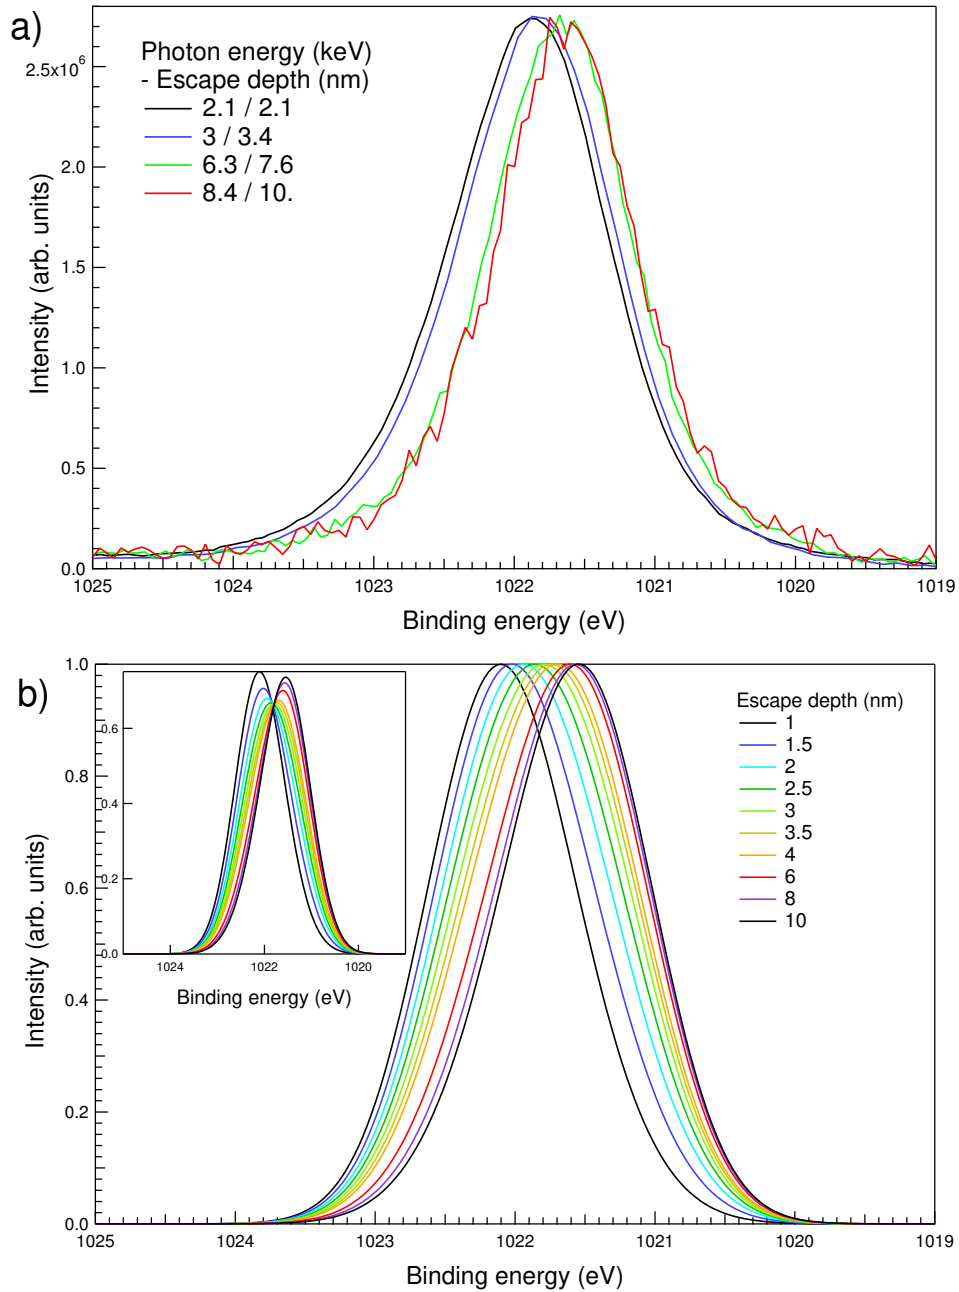 a)
Photon energy (keV)
- Escape depth (nm)
2.1 / 2.1
3 / 3.4
6.3 / 7.6
8.4 / 10.
Intensity (arb. units)
2.5x10⁶
2.0
1.5
1.0
0.5
0.0
1025 1024 1023 1022 1021 1020 1019
Binding energy (eV)
b)
Intensity (arb. units)
1.0
0.8
0.6
0.4
0.2
0.0
0.6
0.4
0.2
0.0
1024 1022 1020
Binding energy (eV)
Escape depth (nm)
1
1.5
2
2.5
3
3.5
4
6
8
10
1025 1024 1023 1022 1021 1020 1019
Binding energy (eV)